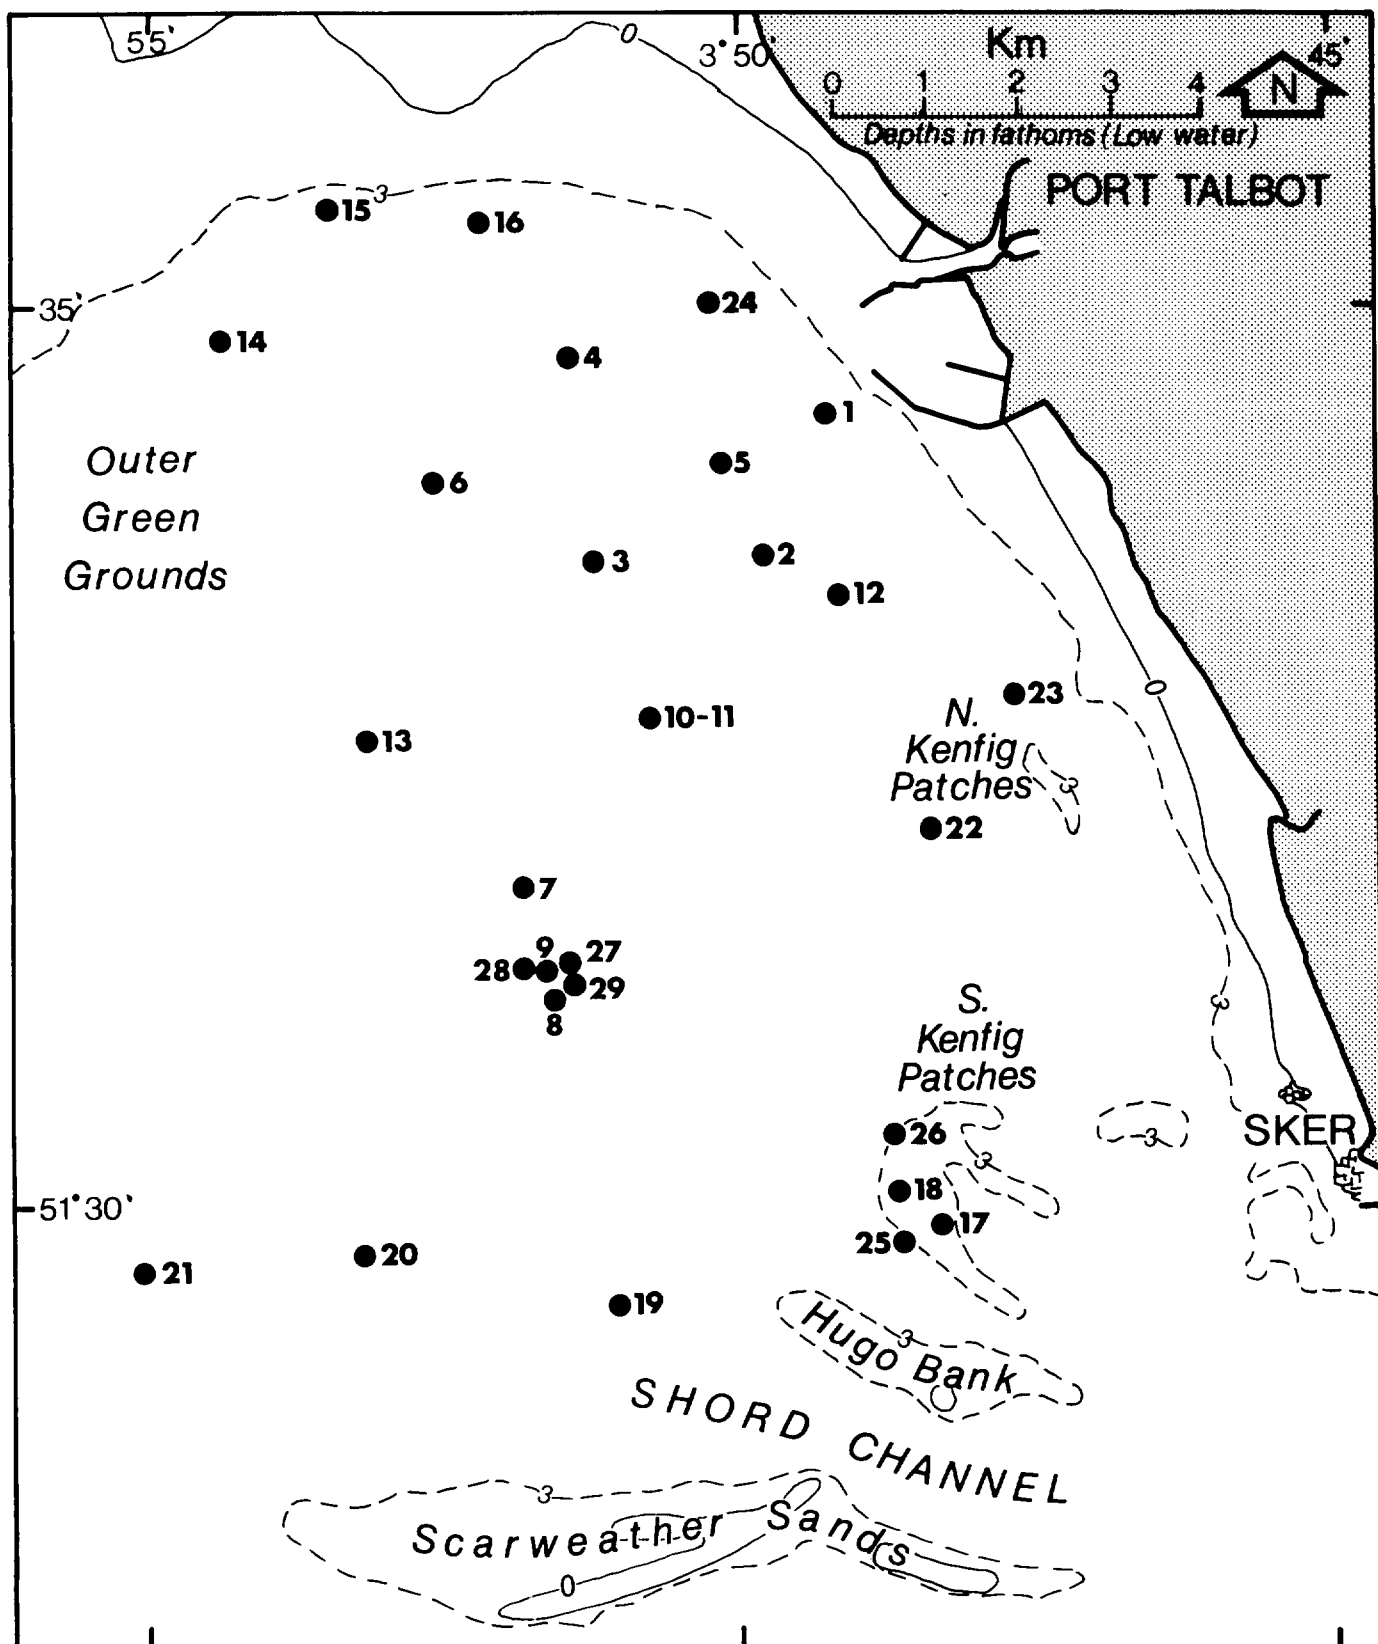 55'
0
3°50'
Km
45'
0 1 2 3 4
N
Depths in fathoms (Low water)
PORT TALBOT
3
15
16
35'
24
14
4
1
Outer
Green
Grounds
5
6
3
2
12
0
23
10-11
N.
Kenfig
Patches
3
13
22
7
9
27
28
29
8
S.
Kenfig
Patches
3
26
3
SKER
3
18
17
25
51°30'
20
21
19
Hugo Bank
3
SHORD CHANNEL
3
Scarweather Sands
0